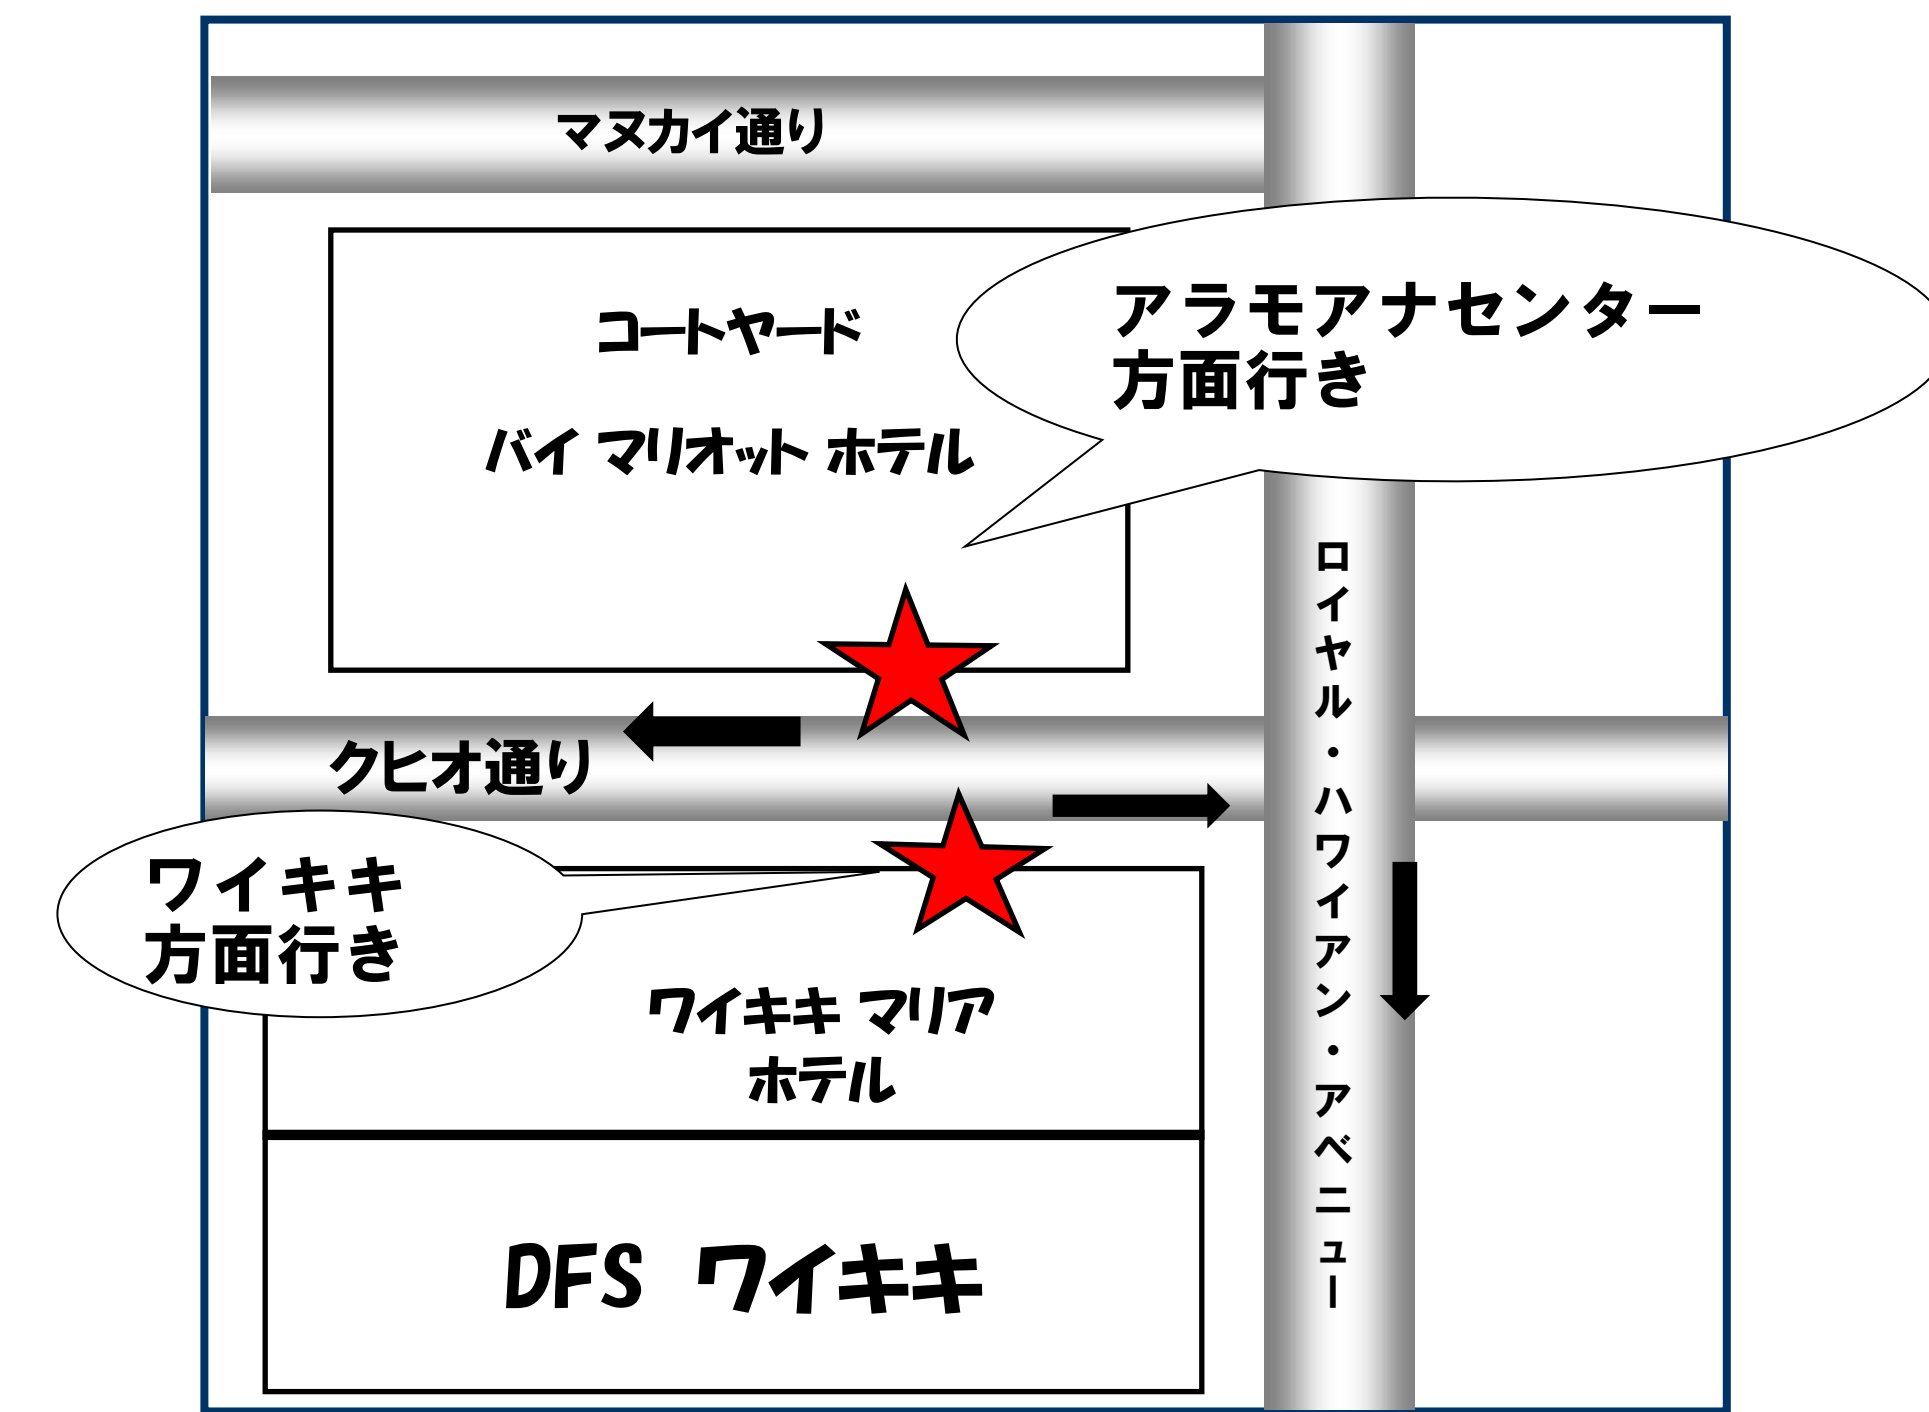 マヌカイ通り
コートヤード
バイ マリオット ホテル
アラモアナセンター
方面行き
ロイヤル・ハワイアン・アベニュー
クヒオ通り
ワイキキ
方面行き
ワイキキ マリア
ホテル
DFS ワイキキ